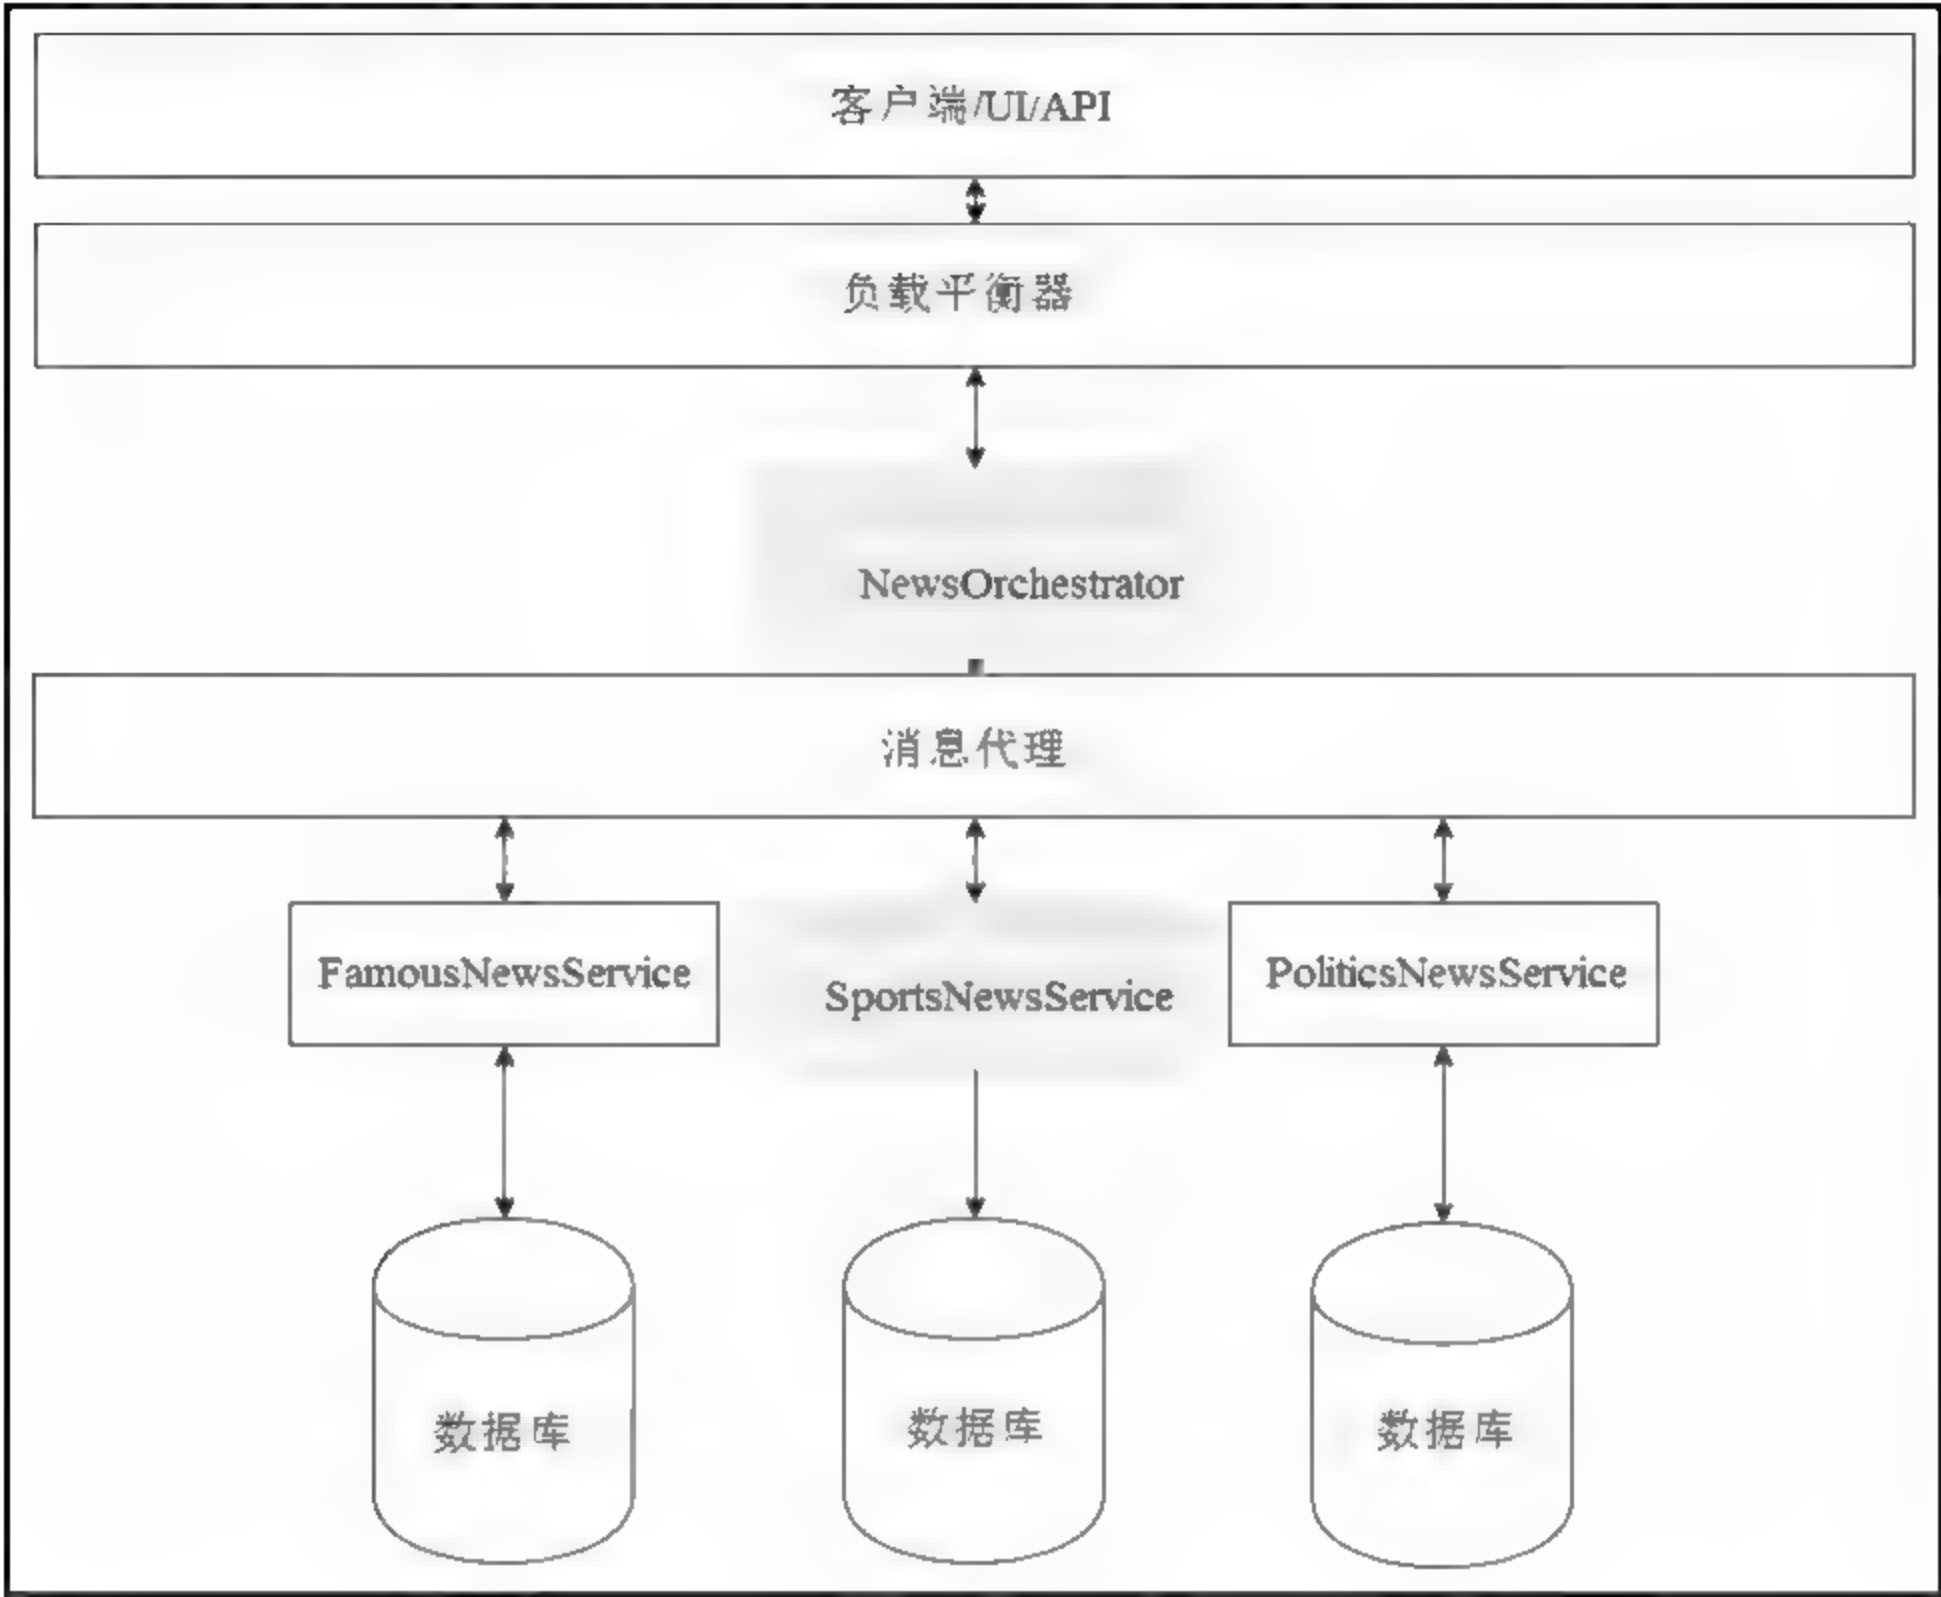 客户端/UI/API
负载平衡器
NewsOrchestrator
消息代理
FamousNewsService
SportsNewsService
PoliticsNewsService
数据库
数据库
数据库